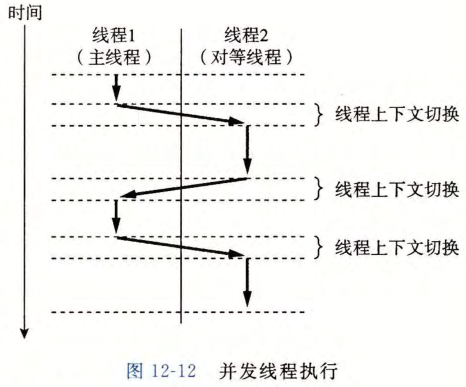 时间
线程1
（主线程）
线程2
（对等线程）
线程上下文切换
线程上下文切换
线程上下文切换
图 12-12 并发线程执行